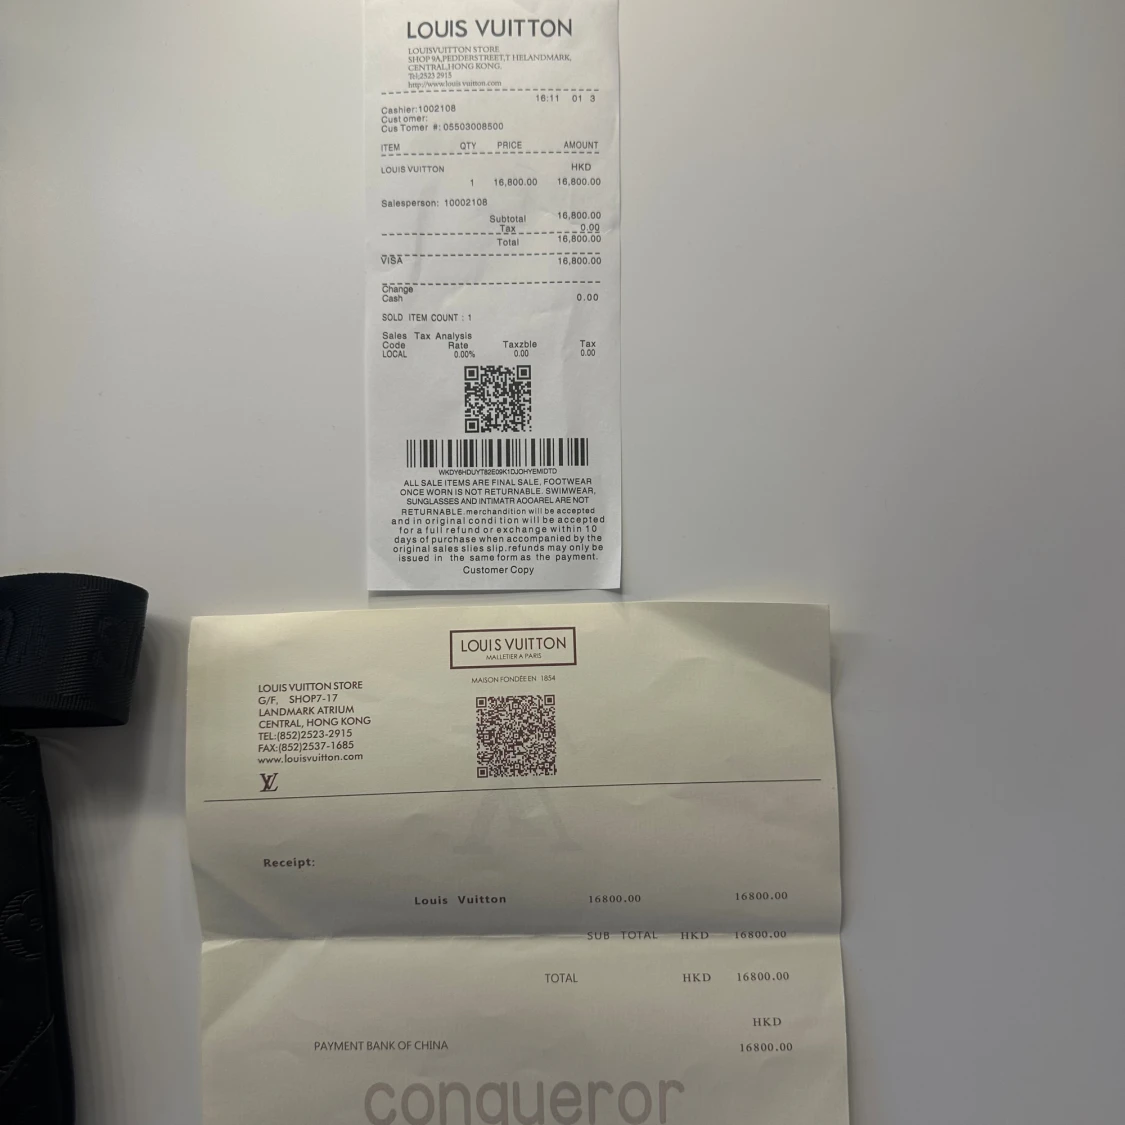 LOUIS VUITTON
LOUISVUITTON STORE
SHOP 9A,PEDDERSTREET,T HELANDMARK,
CENTRAL,HONG KONG.
Tel:2523 2915
http://www.louis vuitton.com
16:11 01 3
Cashier:1002108
Cust omer:
Cus Tomer #: 05503008500
ITEM QTY PRICE AMOUNT
LOUIS VUITTON HKD
1 16,800.00 16,800.00
Salesperson: 10002108
Subtotal 16,800.00
Tax 0.00
Total 16,800.00
VISA 16,800.00
Change
Cash 0.00
SOLD ITEM COUNT : 1
Sales Tax Analysis
Code Rate Taxzble Tax
LOCAL 0.00% 0.00 0.00
WKDY6HDUYT82E09K1DJOHYEMIDTD
ALL SALE ITEMS ARE FINAL SALE, FOOTWEAR
ONCE WORN IS NOT RETURNABLE. SWIMWEAR,
SUNGLASSES AND INTIMATR AOOAREL ARE NOT
RETURNABLE.merchandition will be accepted
and in original condi tion will be accepted
for a full refund or exchange within 10
days of purchase when accompanied by the
original sales slies slip.refunds may only be
issued in the same form as the payment.
Customer Copy
LOUIS VUITTON
MALLETIER A PARIS
MAISON FONDÉE EN 1854
LOUIS VUITTON STORE
G/F, SHOP7-17
LANDMARK ATRIUM
CENTRAL, HONG KONG
TEL:(852)2523-2915
FAX:(852)2537-1685
www.louisvuitton.com
LV
Receipt:
Louis Vuitton 16800.00 16800.00
SUB TOTAL HKD 16800.00
TOTAL HKD 16800.00
HKD
PAYMENT BANK OF CHINA 16800.00
conqueror